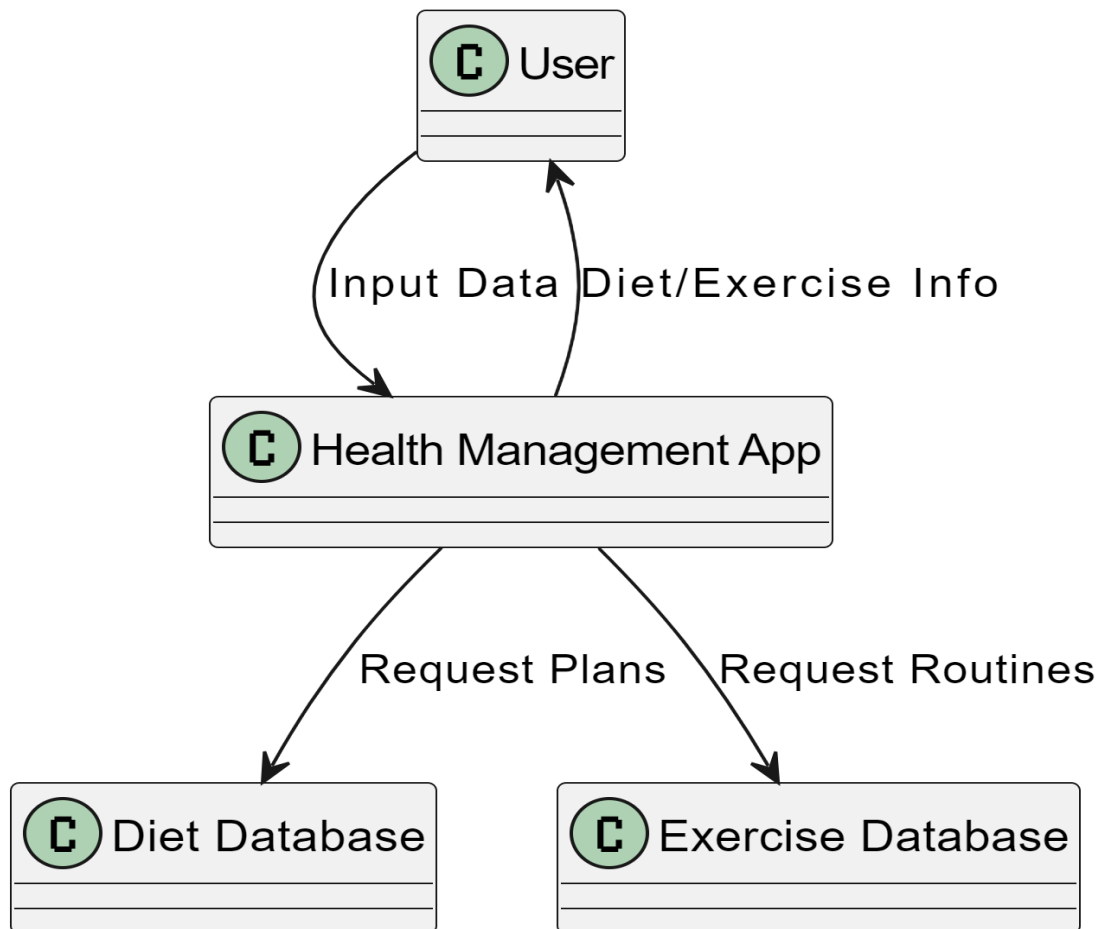 C User
Input Data Diet/Exercise Info
C Health Management App
Request Plans Request Routines
C Diet Database C Exercise Database